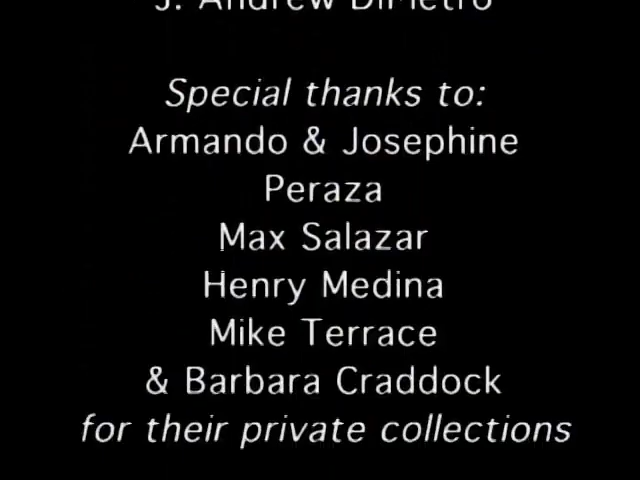 J. Andrew DiMetro
Special thanks to:
Armando & Josephine
Peraza
Max Salazar
Henry Medina
Mike Terrace
& Barbara Craddock
for their private collections